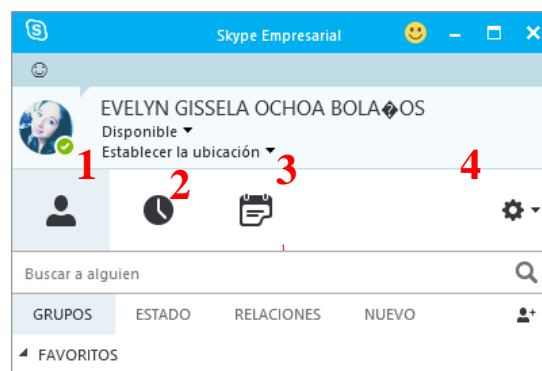 Skype Empresarial
EVELYN GISSELA OCHOA BOLA�OS
Disponible
Establecer la ubicación
1
2
3
4
1
Buscar a alguien
GRUPOS ESTADO RELACIONES NUEVO
FAVORITOS